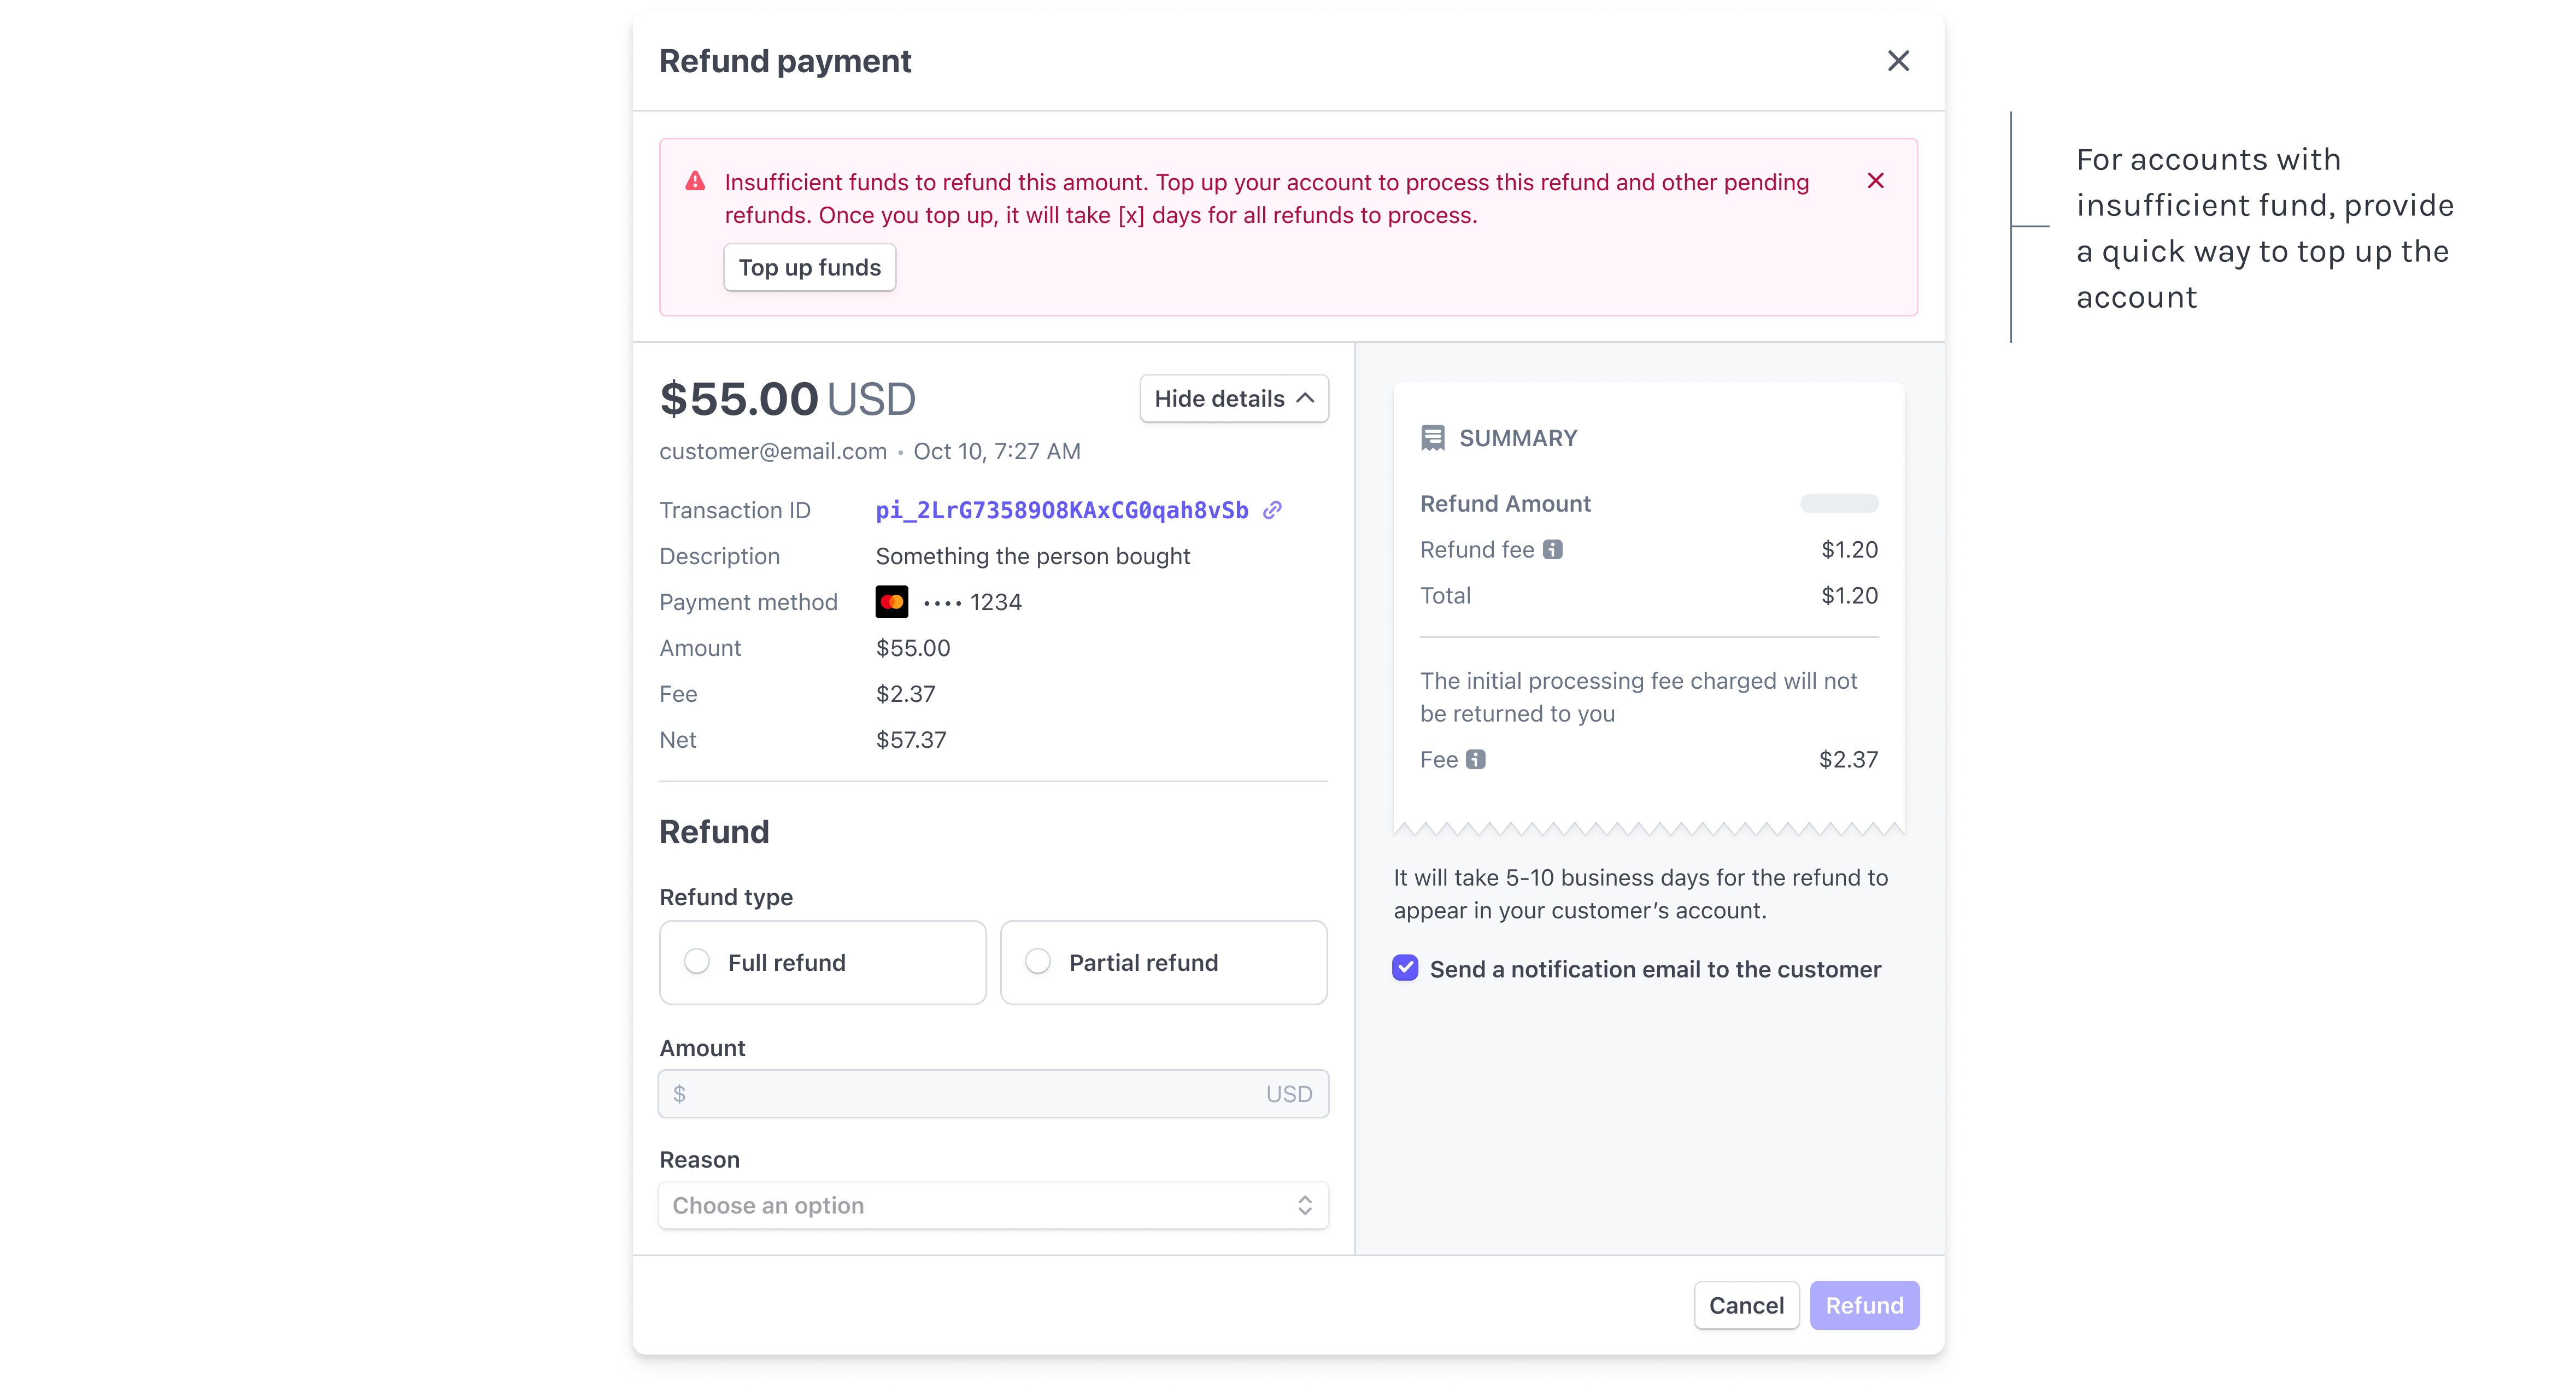 Refund payment
Insufficient funds to refund this amount. Top up your account to process this refund and other pending
refunds. Once you top up, it will take [x] days for all refunds to process.
Top up funds
For accounts with
insufficient fund, provide
a quick way to top up the
account
$55.00 USD
Hide details
customer@email.com • Oct 10, 7:27 AM
Transaction ID pi_2LrG73589O8KAxCG0qah8vSb
Description Something the person bought
Payment method •••• 1234
Amount $55.00
Fee $2.37
Net $57.37
Refund
Refund type
Full refund
Partial refund
Amount
$ USD
Reason
Choose an option
SUMMARY
Refund Amount
Refund fee $1.20
Total $1.20
The initial processing fee charged will not
be returned to you
Fee $2.37
It will take 5-10 business days for the refund to
appear in your customer’s account.
Send a notification email to the customer
Cancel
Refund